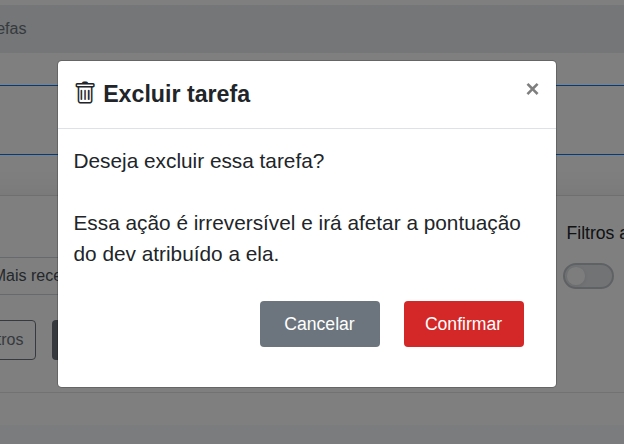 efas
Excluir tarefa ×
Deseja excluir essa tarefa?
Essa ação é irreversível e irá afetar a pontuação
do dev atribuído a ela.
Filtros a
Mais rece
Cancelar Confirmar
tros